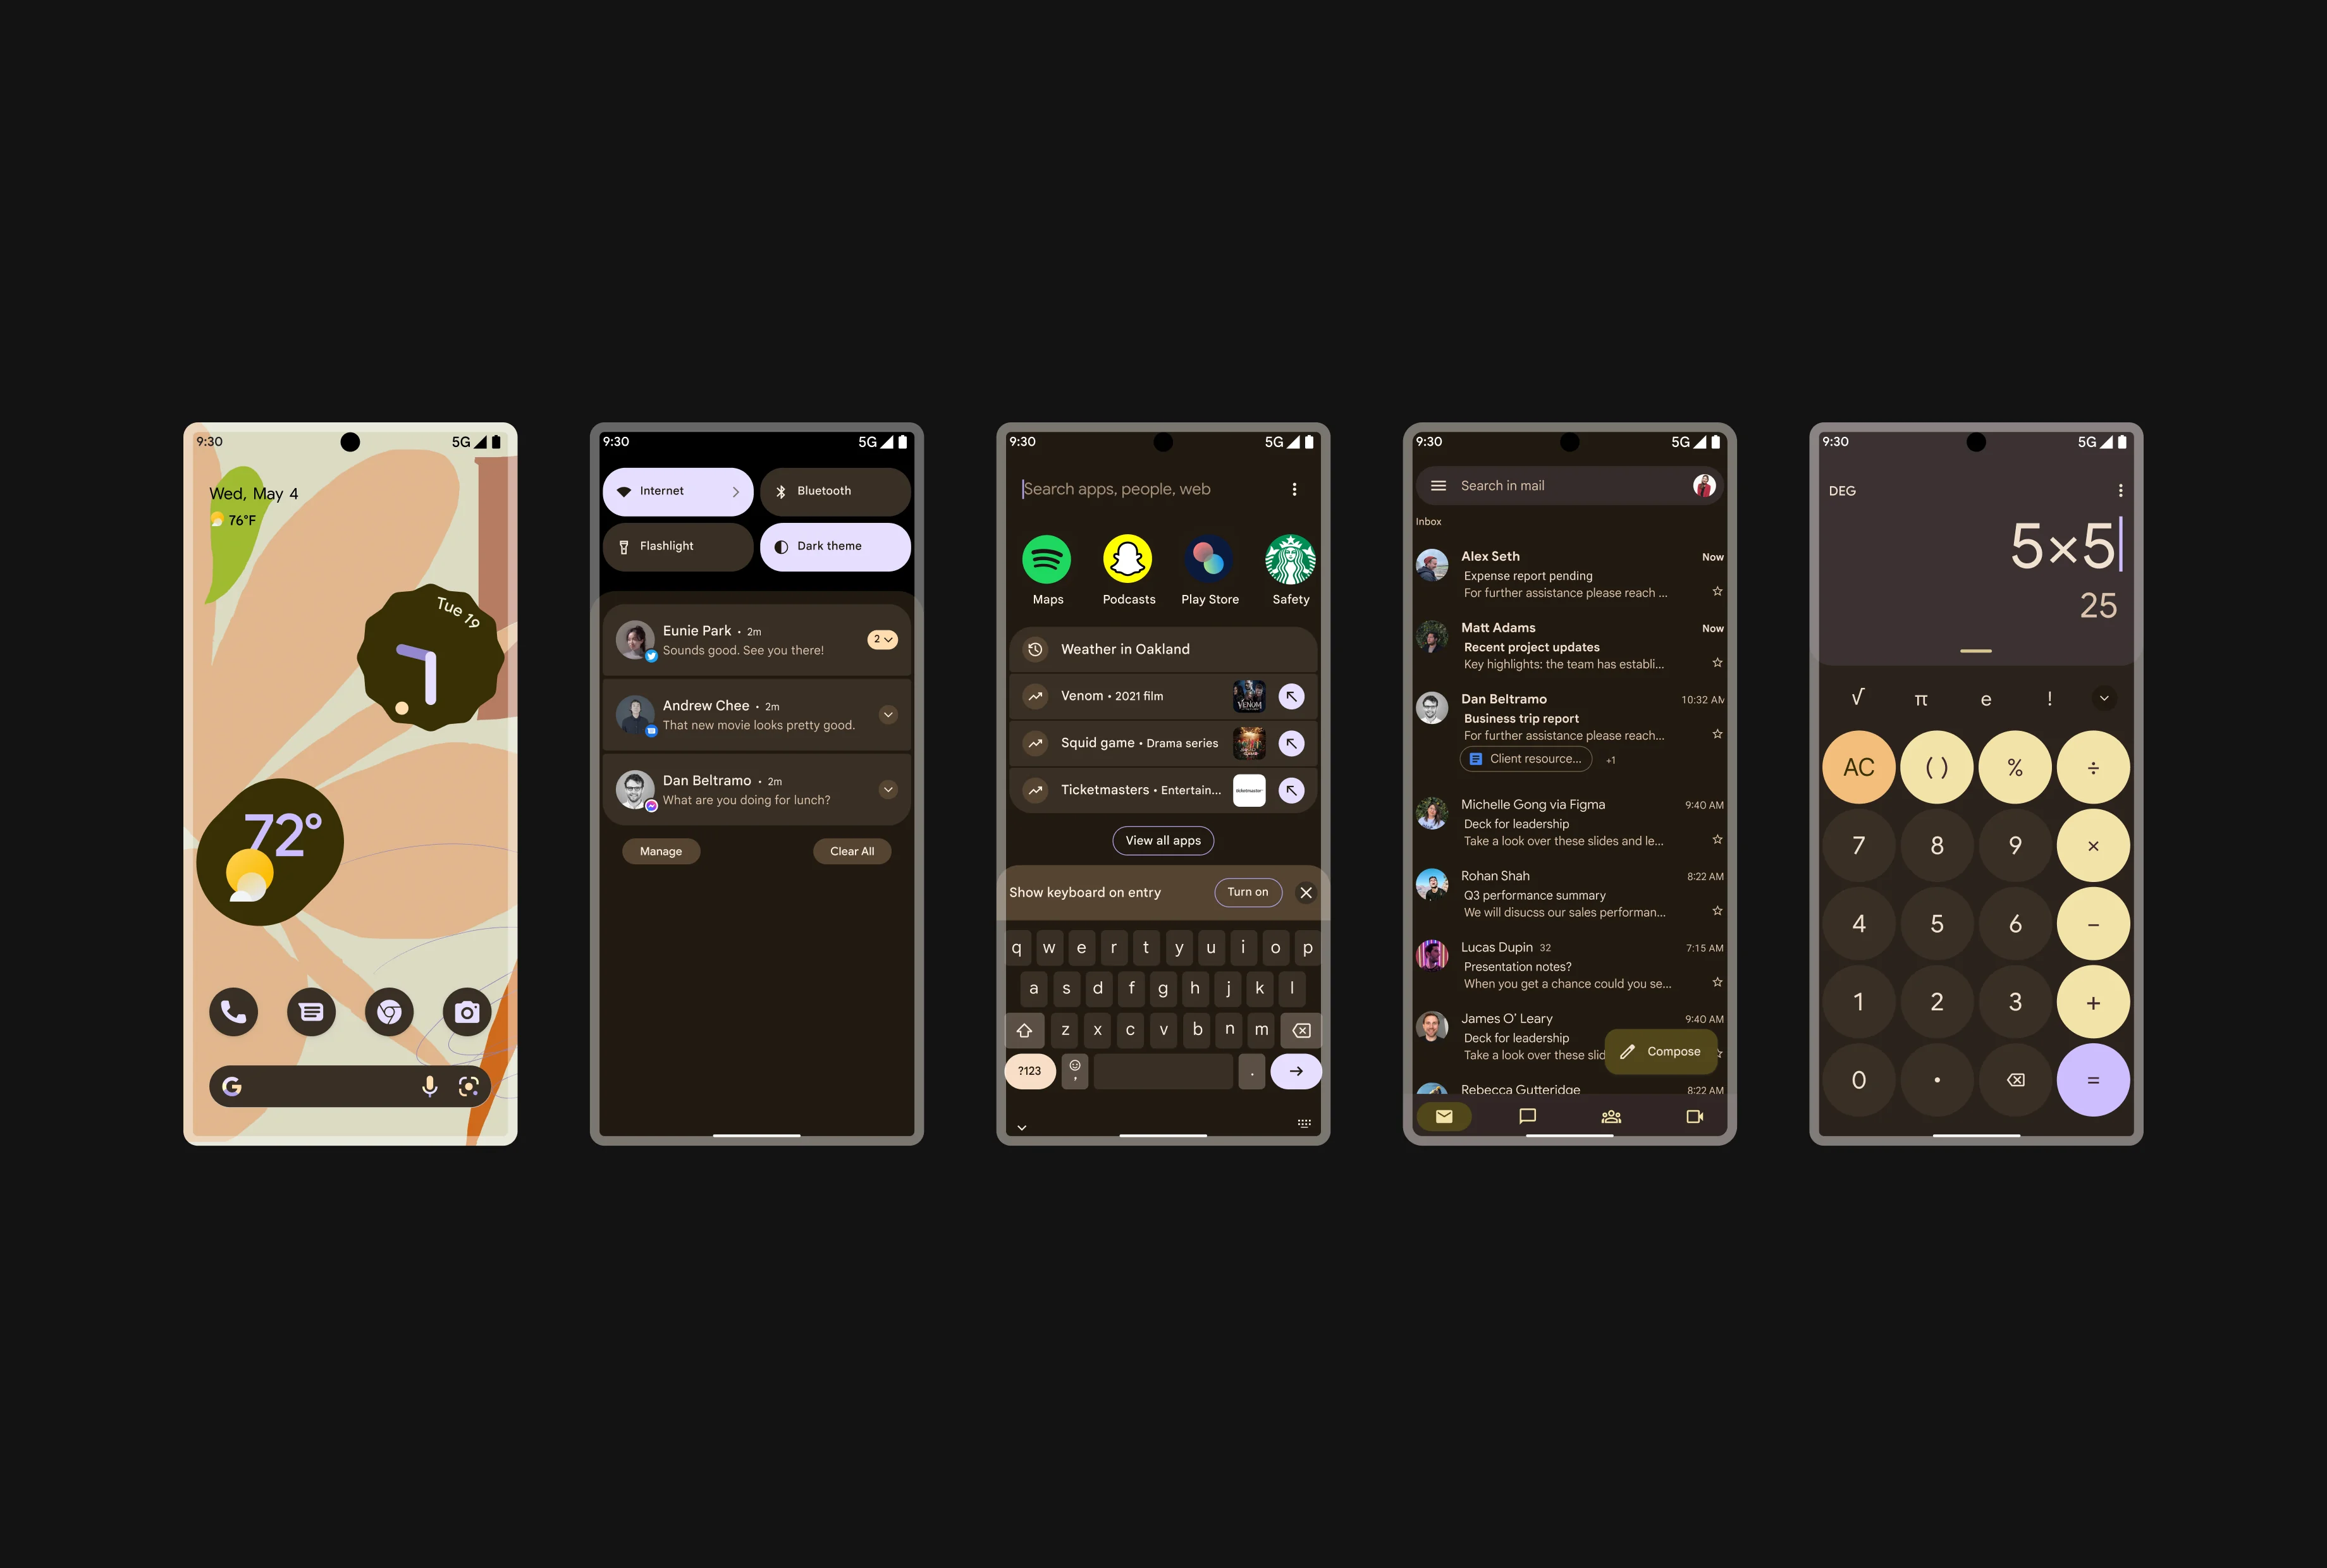 9:30
5G
Wed, May 4
76°F
Tue 19
72°
G
9:30
5G
Internet
Bluetooth
Flashlight
Dark theme
Eunie Park • 2m
Sounds good. See you there!
2
Andrew Chee • 2m
That new movie looks pretty good.
Dan Beltramo • 2m
What are you doing for lunch?
Manage
Clear All
9:30
5G
Search apps, people, web
Maps
Podcasts
Play Store
Safety
Weather in Oakland
Venom • 2021 film
VENOM
Squid game • Drama series
Ticketmasters • Entertain...
ticketmaster
View all apps
Show keyboard on entry
Turn on
q w e r t y u i o p
a s d f g h j k l
z x c v b n m
?123
,
.
9:30
5G
Search in mail
Inbox
Alex Seth
Now
Expense report pending
For further assistance please reach ...
Matt Adams
Now
Recent project updates
Key highlights: the team has establi...
Dan Beltramo
10:32 AM
Business trip report
For further assistance please reach...
Client resource...
+1
Michelle Gong via Figma
9:40 AM
Deck for leadership
Take a look over these slides and le...
Rohan Shah
8:22 AM
Q3 performance summary
We will disucss our sales performan...
Lucas Dupin 32
7:15 AM
Presentation notes?
When you get a chance could you se...
James O' Leary
9:40 AM
Deck for leadership
Take a look over these slid
Compose
Rebecca Gutteridge
8:22 AM
9:30
5G
DEG
5×5
25
√ π e !
AC ( ) % ÷
7 8 9 ×
4 5 6 −
1 2 3 +
0 • =